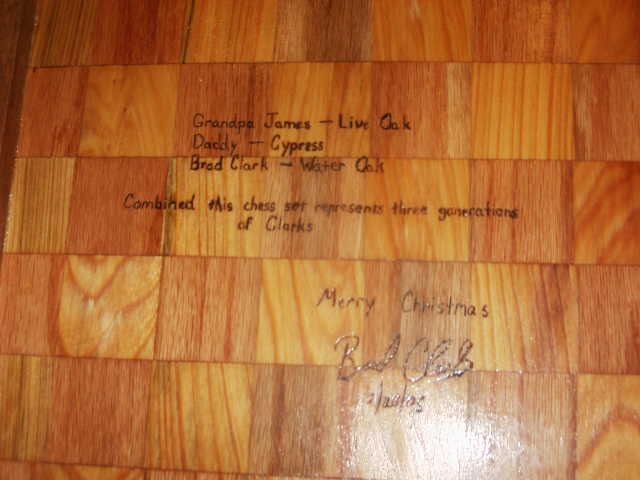 Grandpa James - Live Oak
Daddy - Cypress
Brad Clark - Water Oak
Combined this chess set represents three generations
of Clarks
Merry Christmas
Brad Clark